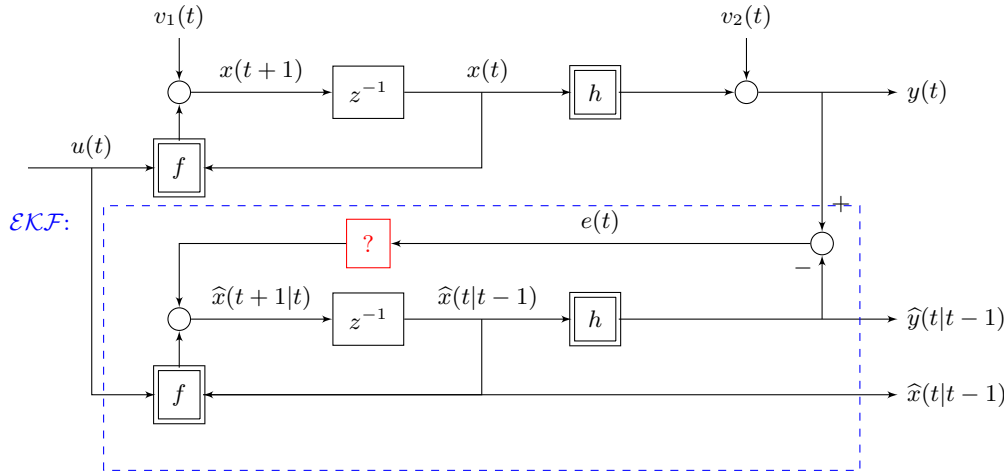 v₁(t) v₂(t)
x(t+1) x(t)
z⁻¹ h y(t)
u(t) f
ℰ𝒦ℱ: +
e(t)
?
−
x̂(t+1|t) x̂(t|t−1)
z⁻¹ h ŷ(t|t−1)
f x̂(t|t−1)